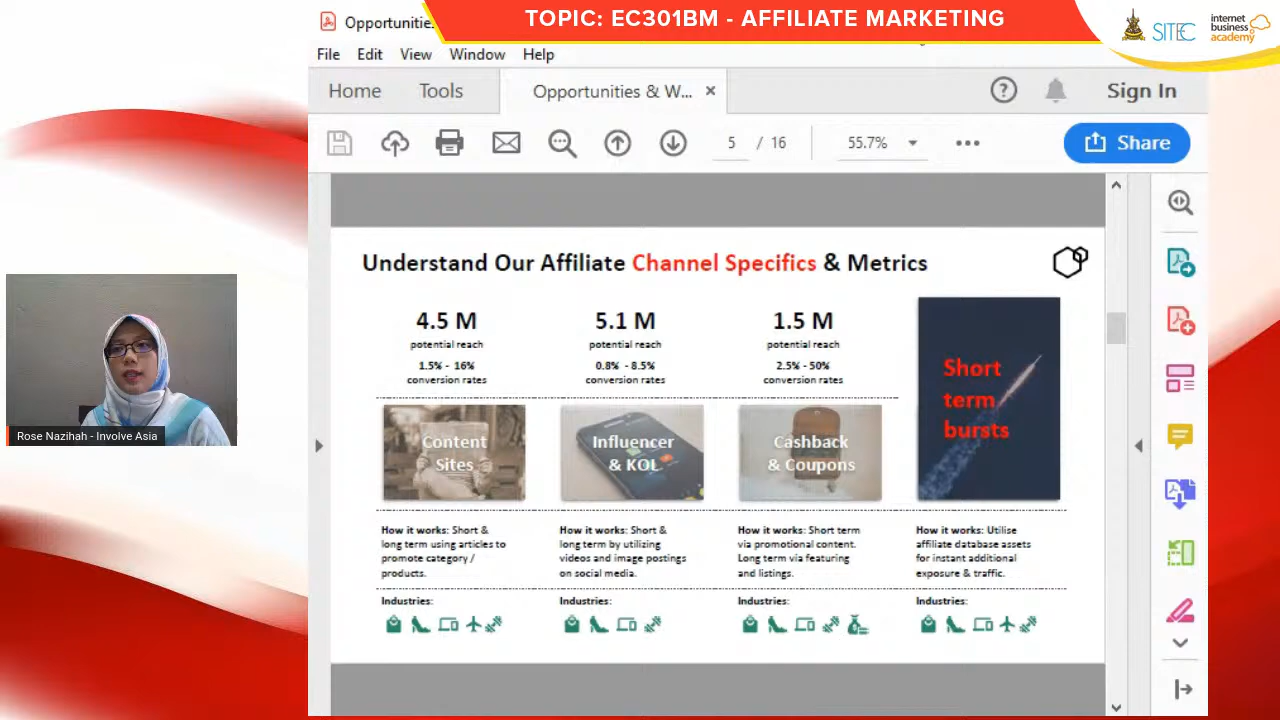 TOPIC: EC301BM - AFFILIATE MARKETING
SITEC
internet
business
academy
Opportunities
File Edit View Window Help
Home Tools Opportunities & W... × Sign In
5 / 16 55.7% Share
Understand Our Affiliate Channel Specifics & Metrics
4.5 M
potential reach
1.5% - 16%
conversion rates
5.1 M
potential reach
0.8% - 8.5%
conversion rates
1.5 M
potential reach
2.5% - 50%
conversion rates
Short
term
bursts
Content
Sites
Influencer
& KOL
Cashback
& Coupons
How it works: Short &
long term using articles to
promote category /
products.
How it works: Short &
long term by utilizing
videos and image postings
on social media.
How it works: Short term
via promotional content.
Long term via featuring
and listings.
How it works: Utilise
affiliate database assets
for instant additional
exposure & traffic.
Industries:
Industries:
Industries:
Industries:
Rose Nazihah - Involve Asia